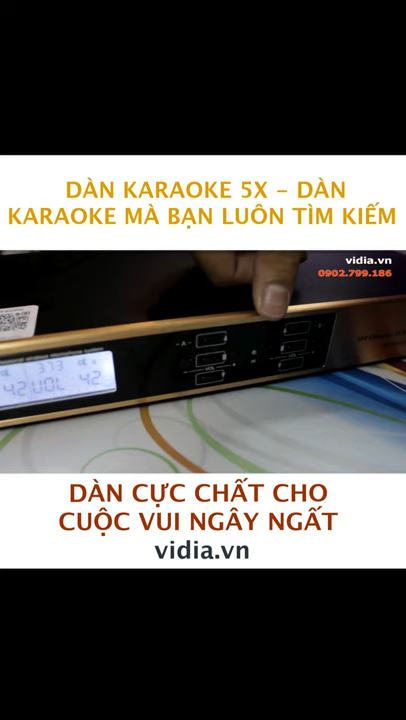 DÀN KARAOKE 5X – DÀN
KARAOKE MÀ BẠN LUÔN TÌM KIẾM
vidia.vn
0902.799.186
-A-
373
42 VOL 42
VOL
DÀN CỰC CHẤT CHO
CUỘC VUI NGÂY NGẤT
vidia.vn